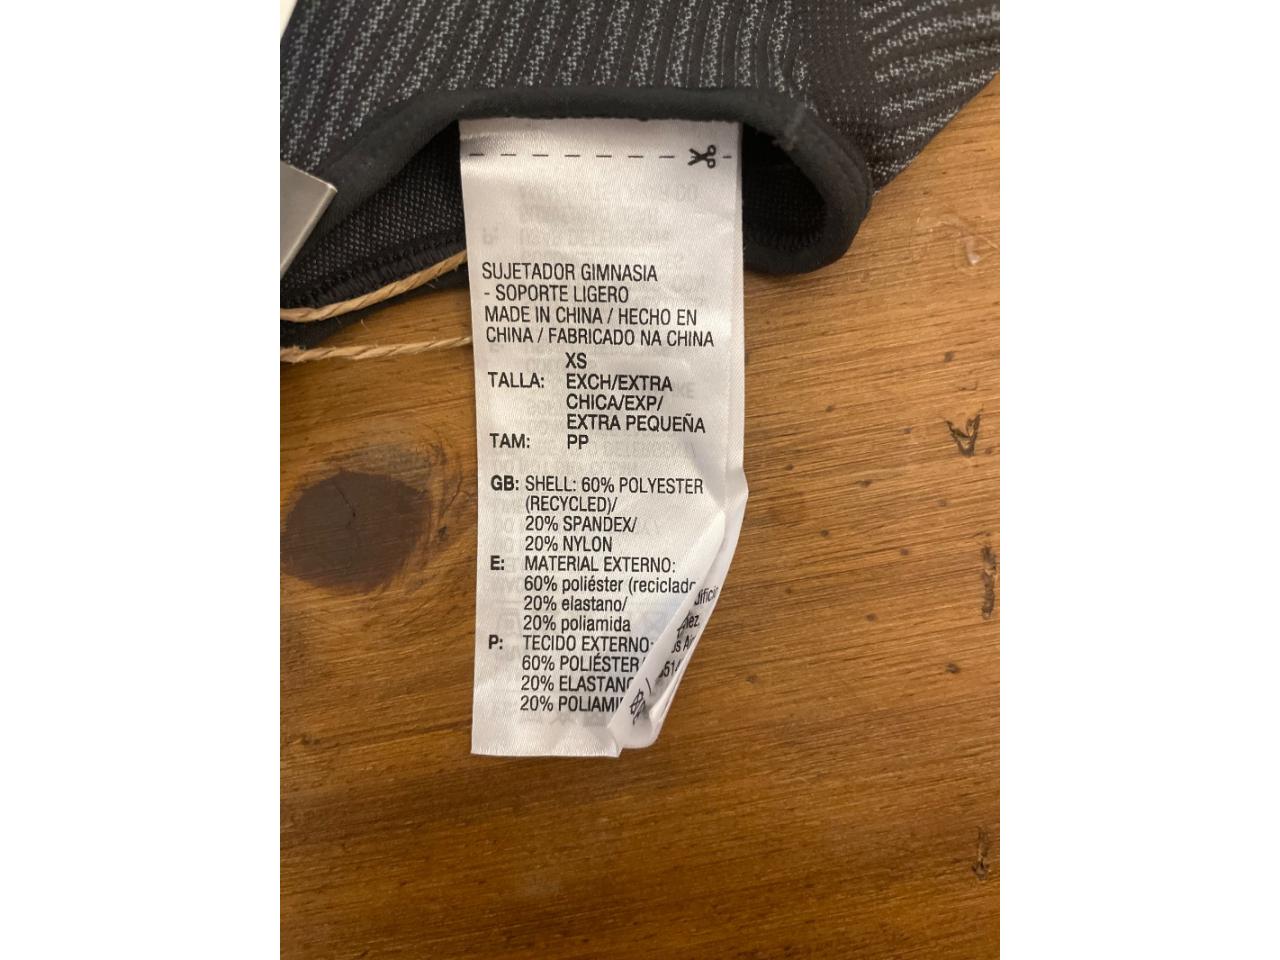 SUJETADOR GIMNASIA
- SOPORTE LIGERO
MADE IN CHINA / HECHO EN
CHINA / FABRICADO NA CHINA
XS
TALLA: EXCH/EXTRA
CHICA/EXP/
EXTRA PEQUEÑA
TAM: PP
GB: SHELL: 60% POLYESTER
(RECYCLED)/
20% SPANDEX/
20% NYLON
E: MATERIAL EXTERNO:
60% poliéster
20% elastano/
20% poliamida
P: TECIDO EXTERNO:
60% POLIÉSTER
20%
20%